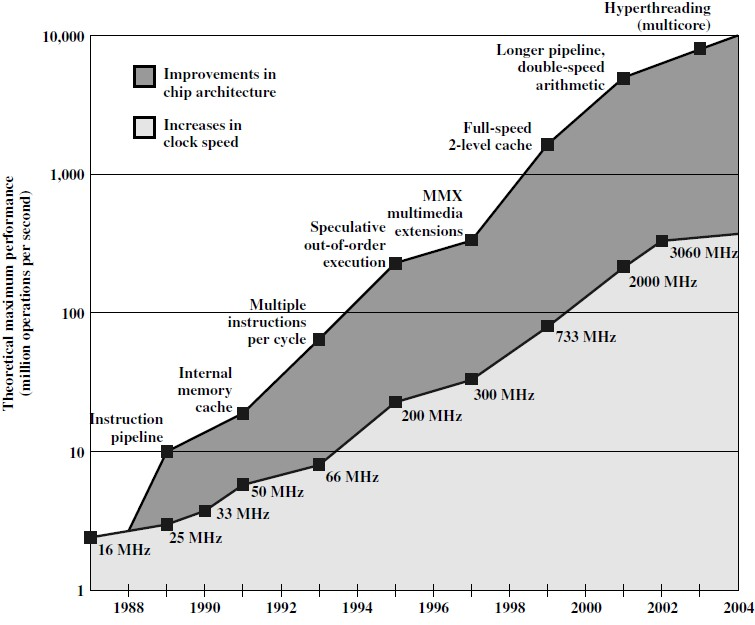 Hyperthreading
(multicore)
10,000
Longer pipeline,
double-speed
arithmetic
Improvements in
chip architecture
Increases in
clock speed
Full-speed
2-level cache
1,000
MMX
multimedia
extensions
Speculative
out-of-order
execution
3060 MHz
2000 MHz
Multiple
instructions
per cycle
100
733 MHz
Internal
memory
cache
300 MHz
200 MHz
Instruction
pipeline
10
66 MHz
50 MHz
33 MHz
25 MHz
16 MHz
1
1988 1990 1992 1994 1996 1998 2000 2002 2004
Theoretical maximum performance
(million operations per second)